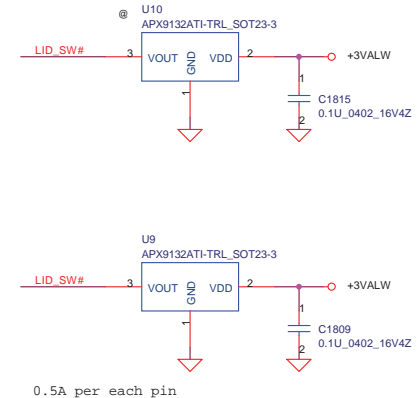 @ U10
APX9132ATI-TRL_SOT23-3
LID_SW# 3 VOUT GND VDD 2 +3VALW
1
1
C1815
0.1U_0402_16V4Z
2
U9
APX9132ATI-TRL_SOT23-3
LID_SW# 3 VOUT GND VDD 2 +3VALW
1
1
C1809
0.1U_0402_16V4Z
2
0.5A per each pin